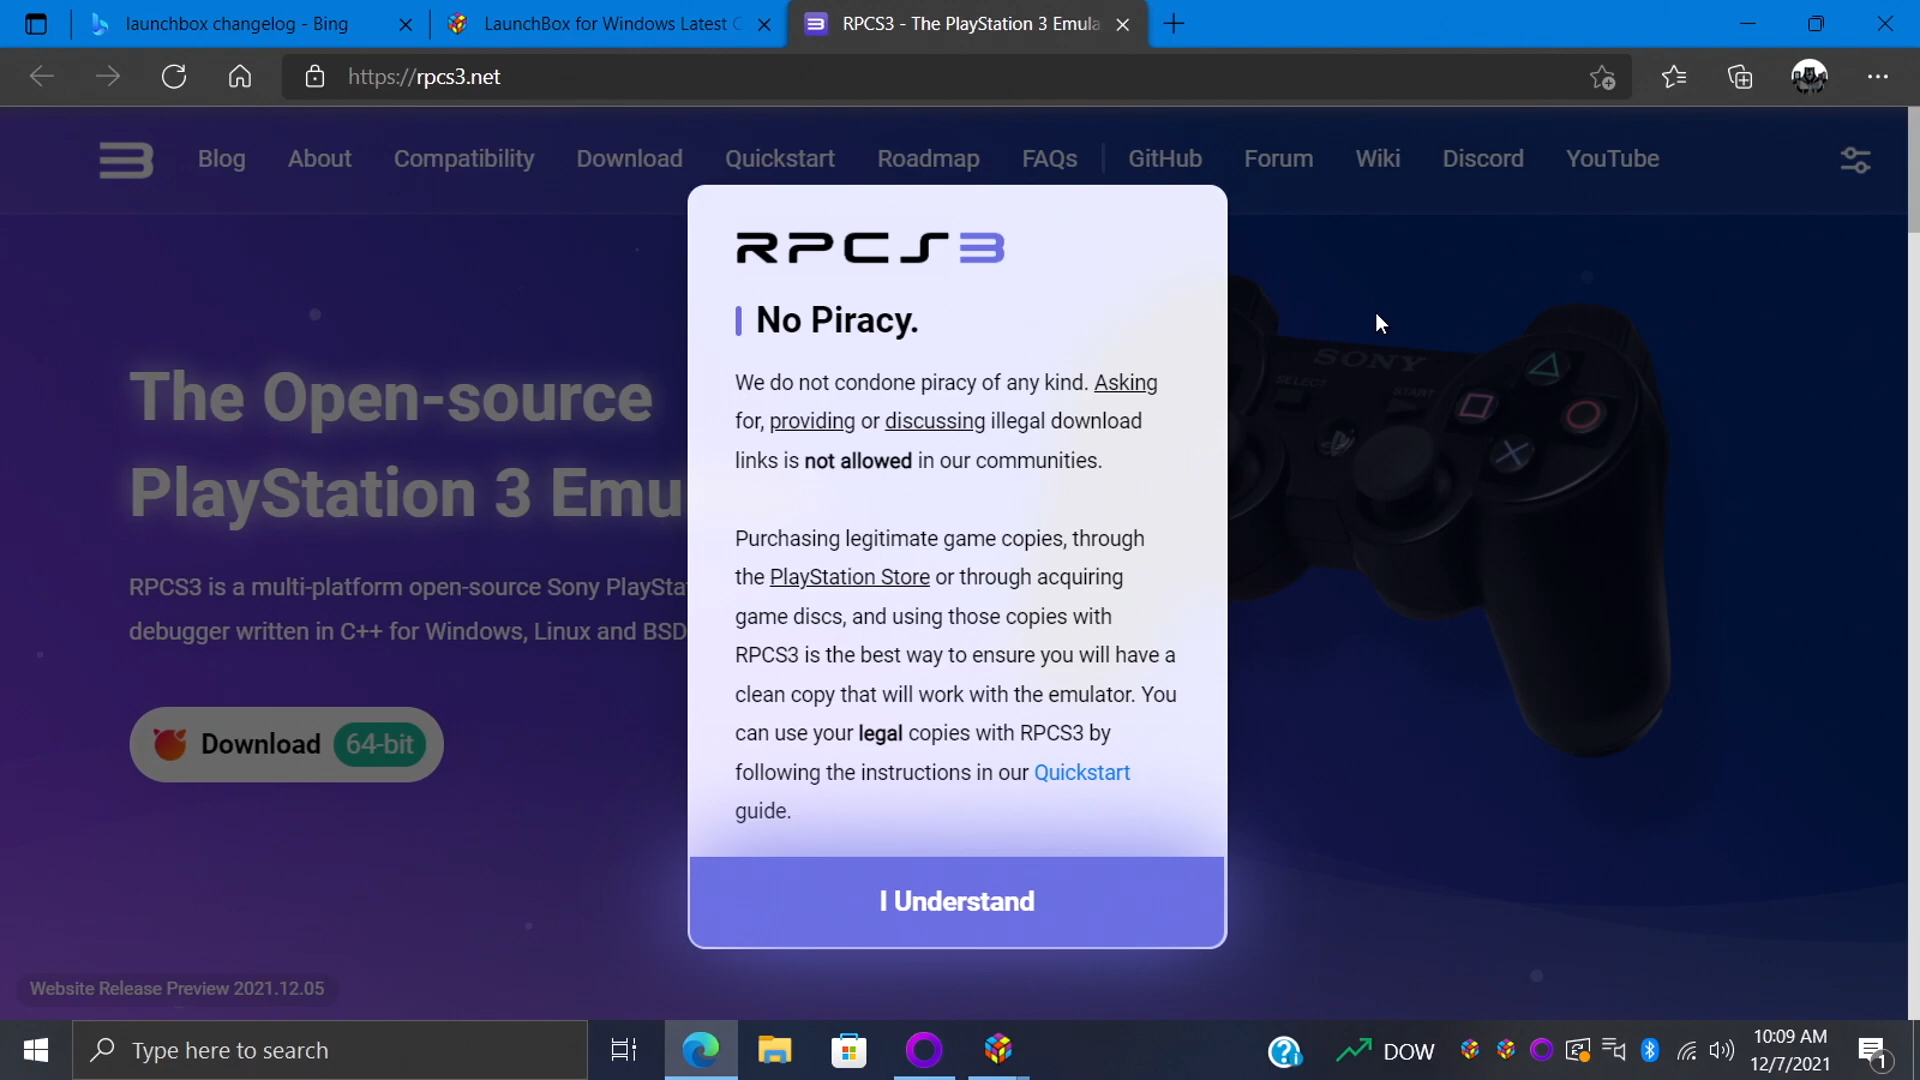 launchbox changelog - Bing
LaunchBox for Windows Latest C
RPCS3 - The PlayStation 3 Emula
https://rpcs3.net
Blog About Compatibility Download Quickstart Roadmap FAQs GitHub Forum Wiki Discord YouTube
RPCS3
No Piracy.
We do not condone piracy of any kind. Asking
for, providing or discussing illegal download
links is not allowed in our communities.
Purchasing legitimate game copies, through
the PlayStation Store or through acquiring
game discs, and using those copies with
RPCS3 is the best way to ensure you will have a
clean copy that will work with the emulator. You
can use your legal copies with RPCS3 by
following the instructions in our Quickstart
guide.
I Understand
The Open-source
PlayStation 3 Emu
RPCS3 is a multi-platform open-source Sony PlaySta
debugger written in C++ for Windows, Linux and BSD
Download 64-bit
SONY
SELECT
START
Website Release Preview 2021.12.05
Type here to search
DOW
10:09 AM
12/7/2021
1